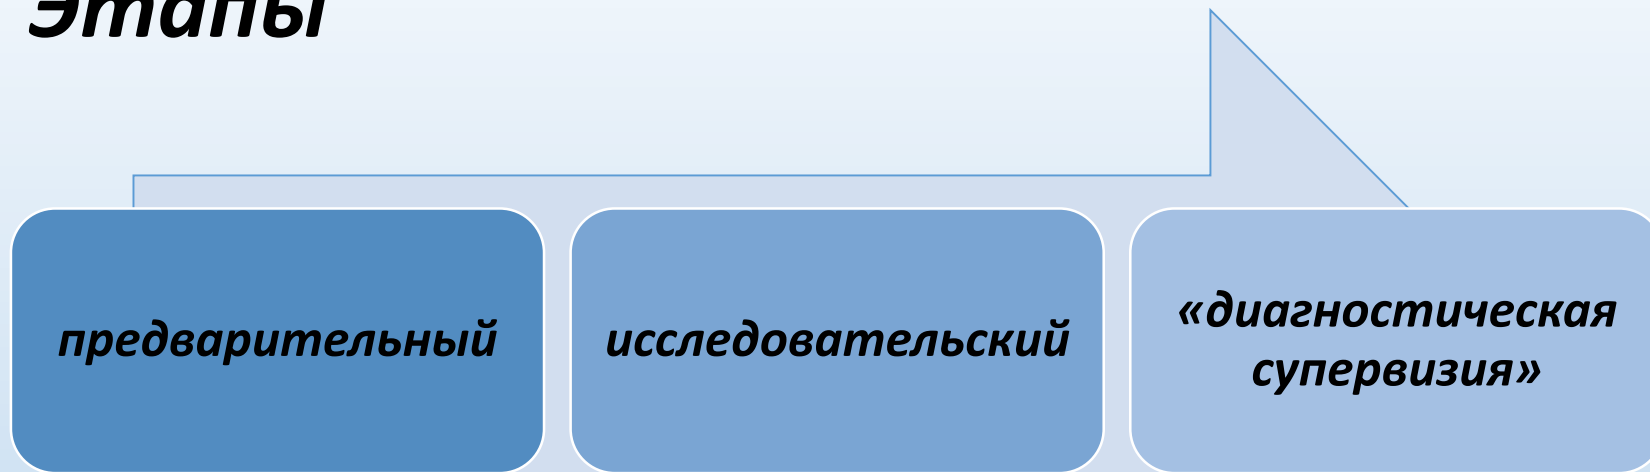 Этапы
предварительный
исследовательский
«диагностическая
супервизия»